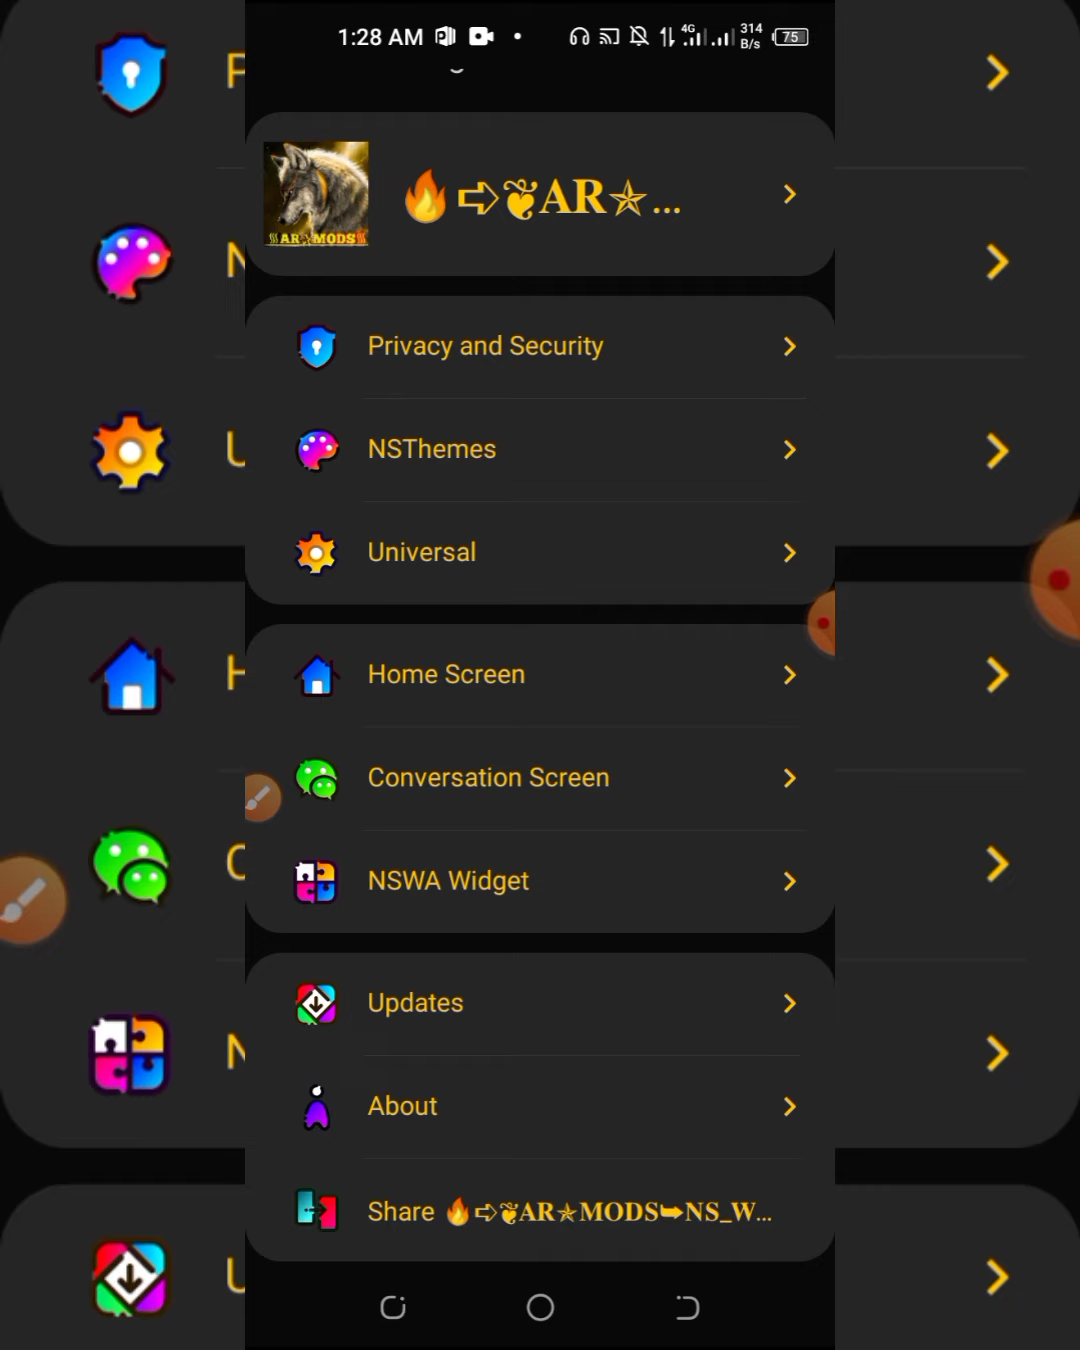 1:28 AM 4G 314 B/s 75
AR MODS
🔥➪❦AR✯...
Privacy and Security
NSThemes
Universal
Home Screen
Conversation Screen
NSWA Widget
Updates
About
Share 🔥➪❦AR✯MODS➥NS_W...
P
N
U
H
C
N
U